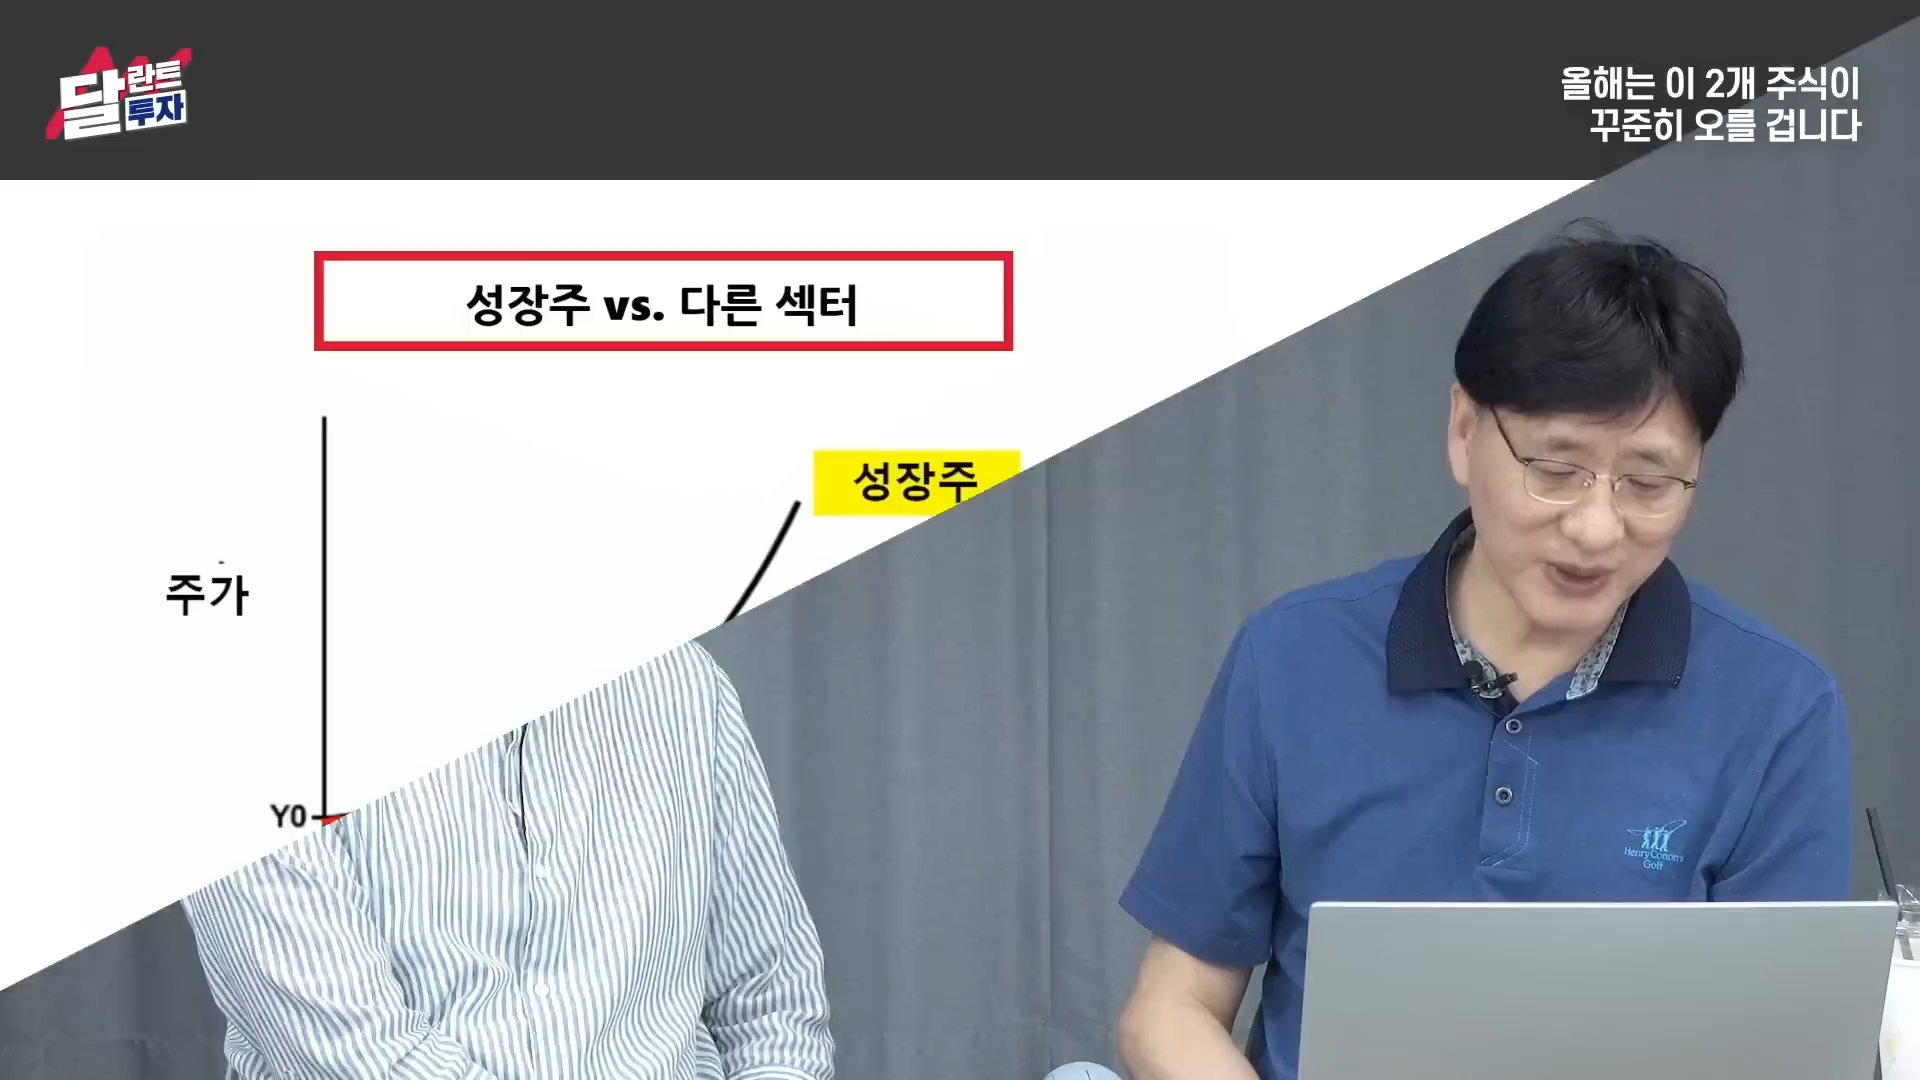 달란트
투자
올해는 이 2개 주식이
꾸준히 오를 겁니다
성장주 vs. 다른 섹터
성장주
주가
Y0
Henry Cotton's
Golf